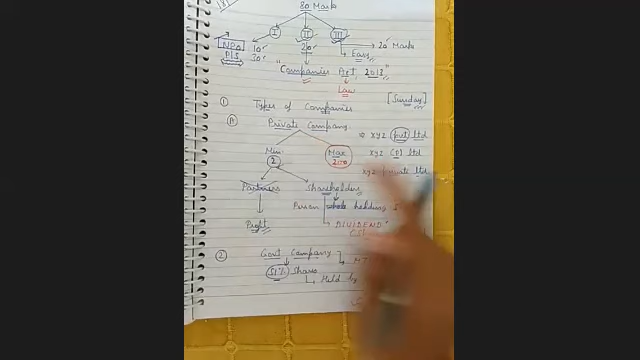 80 Marks
I II III
NPO 10 20 → 20 Marks
P/S 30 Easy
"Companies Act, 2013"
Law
① Types of Companies [Sunday]
Ⓐ Private Company
⇒ xyz (pvt) ltd
Min Max xyz (P) ltd
2 200
xyz private ltd
Partners Shareholders
Person holding
Profit DIVIDEND
② Govt Company
(51%) Shares
Held by